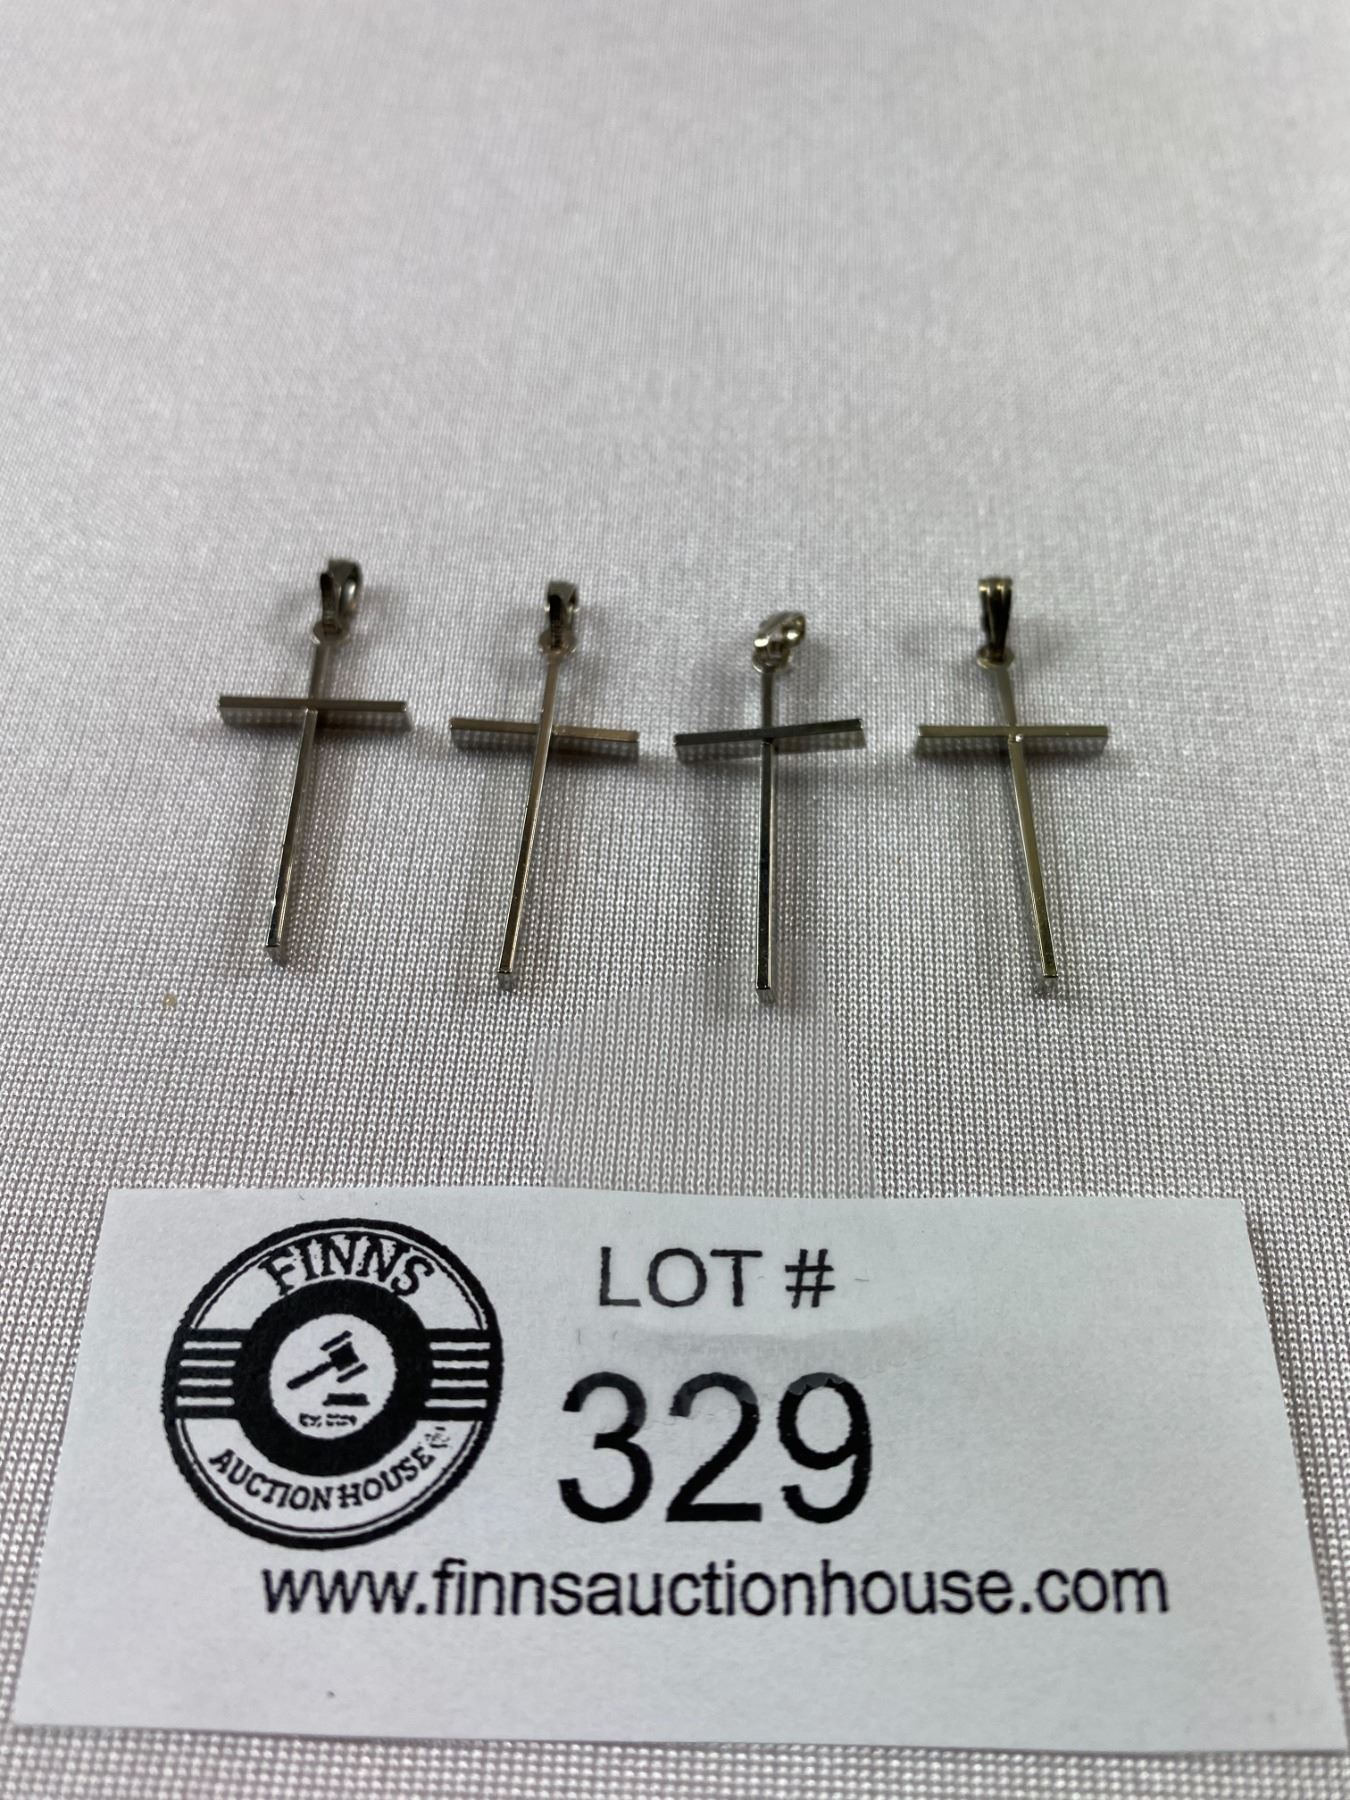 FINNS
AUCTION HOUSE
LOT #
329
www.finnsauctionhouse.com